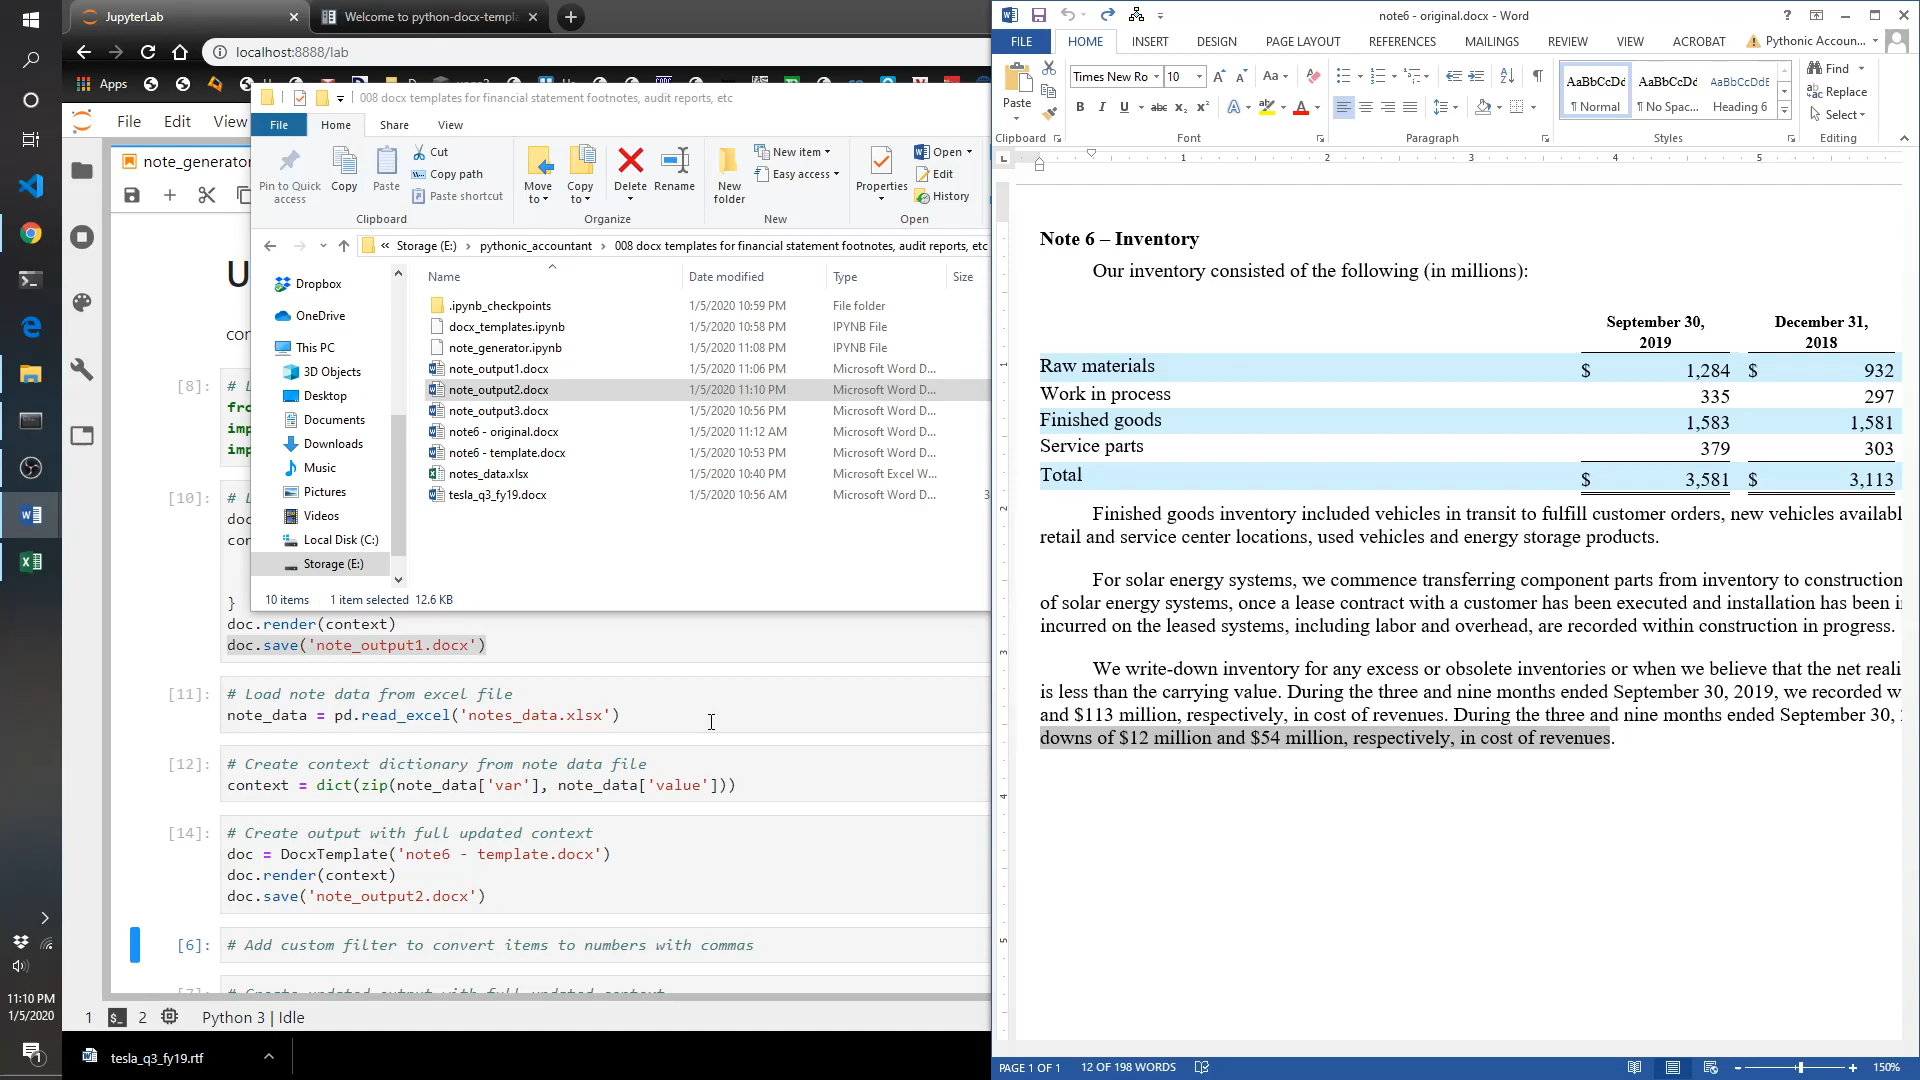 JupyterLab
Welcome to python-docx-templa
localhost:8888/lab
Apps
File Edit View
note_generator
008 docx templates for financial statement footnotes, audit reports, etc
File Home Share View
Pin to Quick access
Copy
Paste
Cut
Copy path
Paste shortcut
Move to
Copy to
Delete
Rename
New folder
New item
Easy access
Properties
Open
Edit
History
Clipboard
Organize
New
Open
« Storage (E:) › pythonic_accountant › 008 docx templates for financial statement footnotes, audit reports, etc
Name Date modified Type Size
Dropbox
OneDrive
This PC
3D Objects
Desktop
Documents
Downloads
Music
Pictures
Videos
Local Disk (C:)
Storage (E:)
.ipynb_checkpoints 1/5/2020 10:59 PM File folder
docx_templates.ipynb 1/5/2020 10:58 PM IPYNB File
note_generator.ipynb 1/5/2020 11:08 PM IPYNB File
note_output1.docx 1/5/2020 11:06 PM Microsoft Word D...
note_output2.docx 1/5/2020 11:10 PM Microsoft Word D...
note_output3.docx 1/5/2020 10:56 PM Microsoft Word D...
note6 - original.docx 1/5/2020 11:12 AM Microsoft Word D...
note6 - template.docx 1/5/2020 10:53 PM Microsoft Word D...
notes_data.xlsx 1/5/2020 10:40 PM Microsoft Excel W...
tesla_q3_fy19.docx 1/5/2020 10:56 AM Microsoft Word D...
10 items 1 item selected 12.6 KB
U
con
[8]: # L
fro
imp
imp
[10]: # L
doc
con
}
doc.render(context)
doc.save('note_output1.docx')
[11]: # Load note data from excel file
note_data = pd.read_excel('notes_data.xlsx')
[12]: # Create context dictionary from note data file
context = dict(zip(note_data['var'], note_data['value']))
[14]: # Create output with full updated context
doc = DocxTemplate('note6 - template.docx')
doc.render(context)
doc.save('note_output2.docx')
[6]: # Add custom filter to convert items to numbers with commas
[7]: # Create updated output with full updated context
1 2 Python 3 | Idle
tesla_q3_fy19.rtf
11:10 PM
1/5/2020
note6 - original.docx - Word
FILE HOME INSERT DESIGN PAGE LAYOUT REFERENCES MAILINGS REVIEW VIEW ACROBAT Pythonic Accoun...
Paste
Times New Ro 10
AaBbCcDd AaBbCcDd AaBbCcDdE
¶ Normal ¶ No Spac... Heading 6
Find
Replace
Select
Clipboard Font Paragraph Styles Editing
1 2 3 4 5
Note 6 – Inventory
Our inventory consisted of the following (in millions):
September 30, 2019 December 31, 2018
Raw materials $ 1,284 $ 932
Work in process 335 297
Finished goods 1,583 1,581
Service parts 379 303
Total $ 3,581 $ 3,113
Finished goods inventory included vehicles in transit to fulfill customer orders, new vehicles availabl
retail and service center locations, used vehicles and energy storage products.
For solar energy systems, we commence transferring component parts from inventory to construction
of solar energy systems, once a lease contract with a customer has been executed and installation has been i
incurred on the leased systems, including labor and overhead, are recorded within construction in progress.
We write-down inventory for any excess or obsolete inventories or when we believe that the net reali
is less than the carrying value. During the three and nine months ended September 30, 2019, we recorded w
and $113 million, respectively, in cost of revenues. During the three and nine months ended September 30,
downs of $12 million and $54 million, respectively, in cost of revenues.
PAGE 1 OF 1 12 OF 198 WORDS 150%